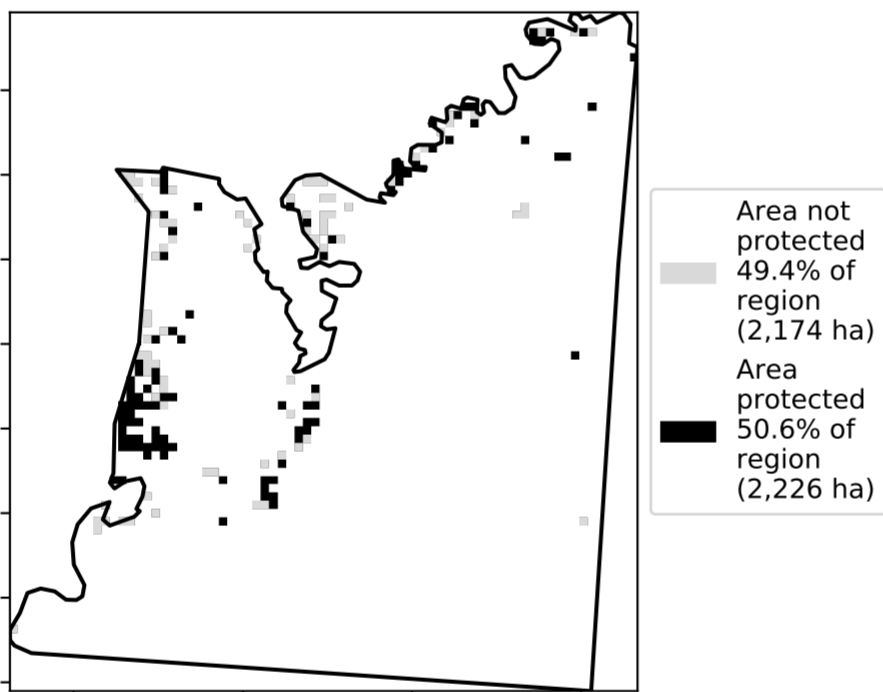 Area not
protected
49.4% of
region
(2,174 ha)
Area
protected
50.6% of
region
(2,226 ha)